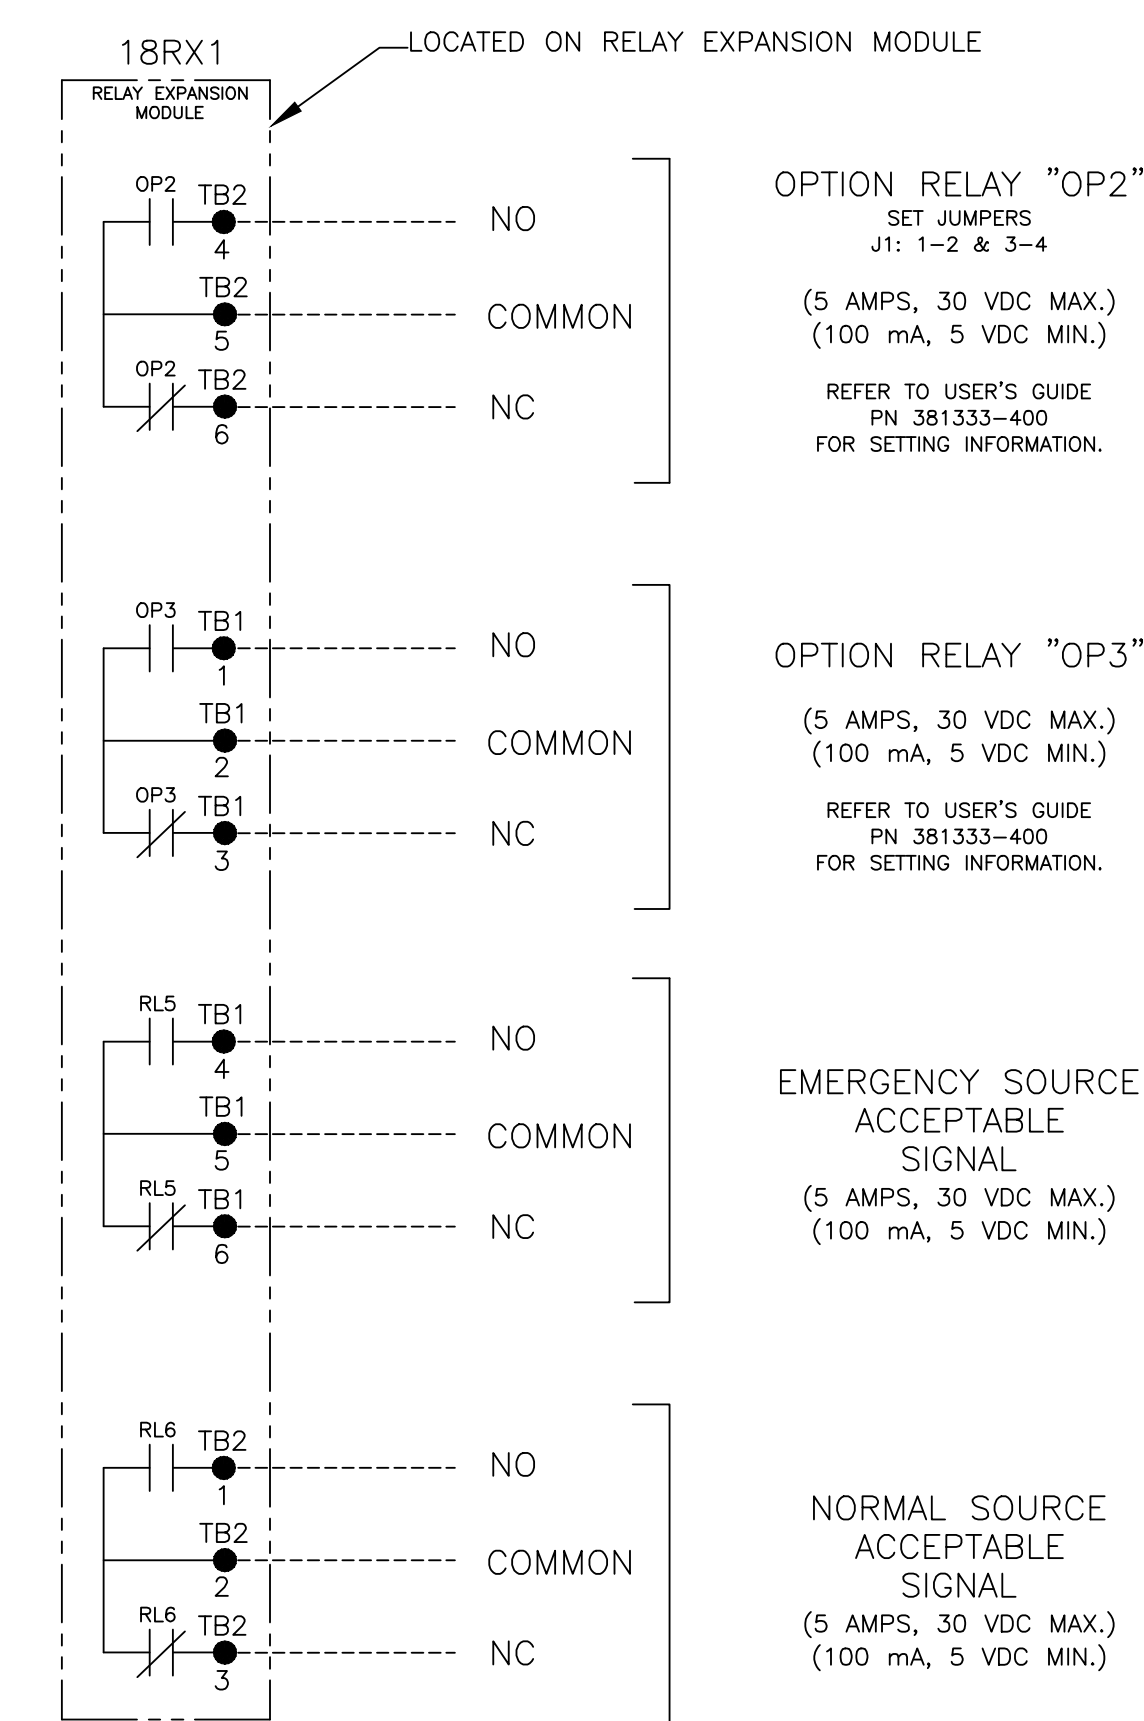 18RX1
LOCATED ON RELAY EXPANSION MODULE
RELAY EXPANSION
MODULE
OP2
TB2
4
NO
TB2
5
COMMON
OP2
TB2
6
NC
OPTION RELAY "OP2"
SET JUMPERS
J1: 1-2 & 3-4
(5 AMPS, 30 VDC MAX.)
(100 mA, 5 VDC MIN.)
REFER TO USER'S GUIDE
PN 381333-400
FOR SETTING INFORMATION.
OP3
TB1
1
NO
TB1
2
COMMON
OP3
TB1
3
NC
OPTION RELAY "OP3"
(5 AMPS, 30 VDC MAX.)
(100 mA, 5 VDC MIN.)
REFER TO USER'S GUIDE
PN 381333-400
FOR SETTING INFORMATION.
RL5
TB1
4
NO
TB1
5
COMMON
RL5
TB1
6
NC
EMERGENCY SOURCE
ACCEPTABLE
SIGNAL
(5 AMPS, 30 VDC MAX.)
(100 mA, 5 VDC MIN.)
RL6
TB2
1
NO
TB2
2
COMMON
RL6
TB2
3
NC
NORMAL SOURCE
ACCEPTABLE
SIGNAL
(5 AMPS, 30 VDC MAX.)
(100 mA, 5 VDC MIN.)